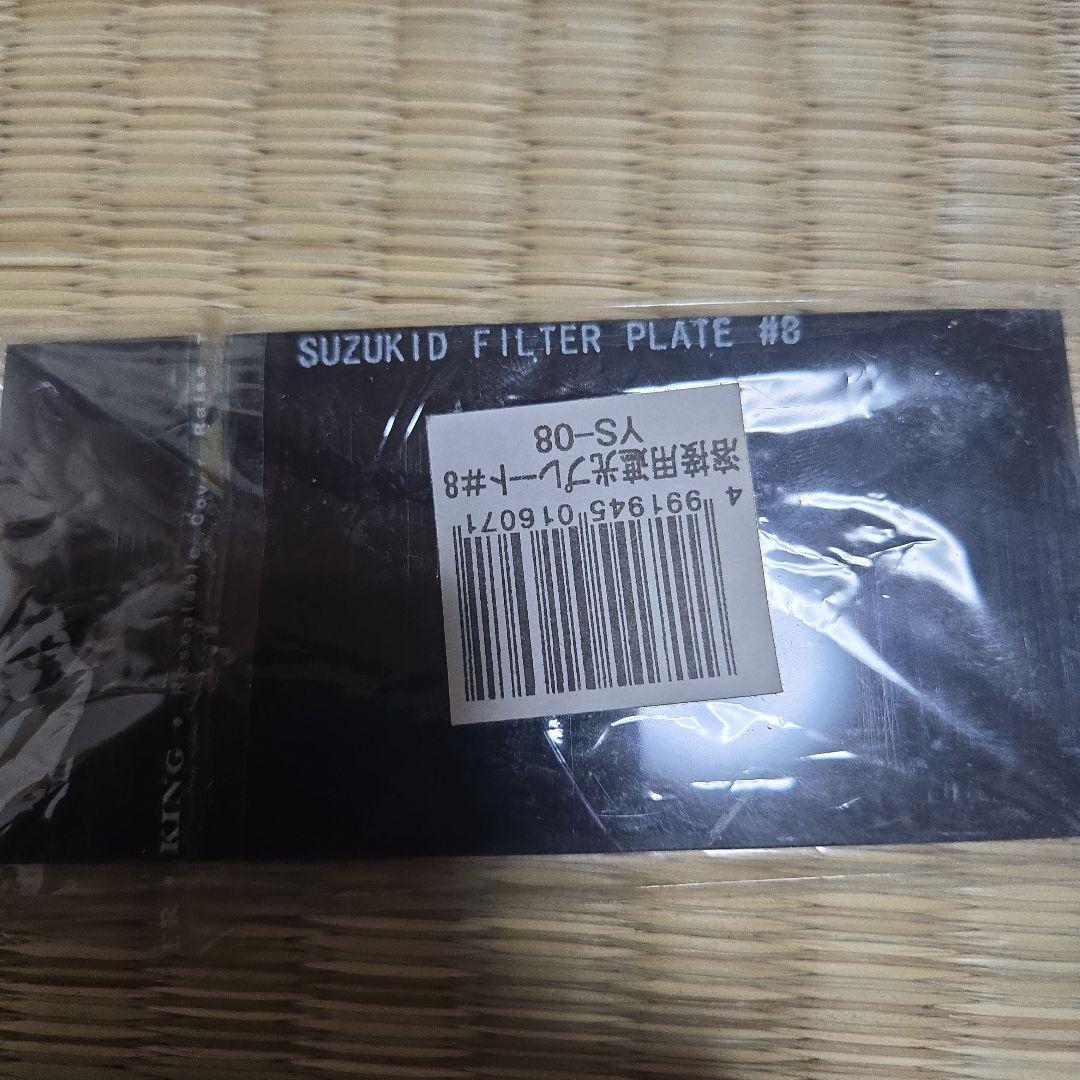 SUZUKID FILTER PLATE #8
YS-08
溶接用遮光プレート#8
4 991945 016071
KING • Resealable